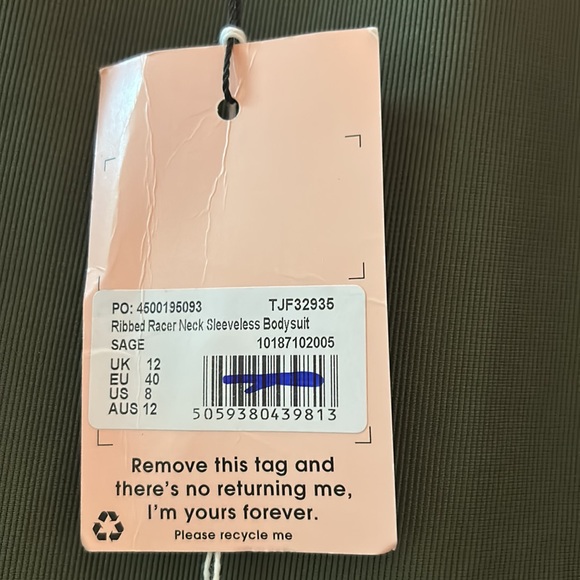 PO: 4500195093 TJF32935
Ribbed Racer Neck Sleeveless Bodysuit
SAGE 10187102005
UK 12
EU 40
US 8
AUS 12
5059380439813
Remove this tag and
there's no returning me,
I'm yours forever.
Please recycle me